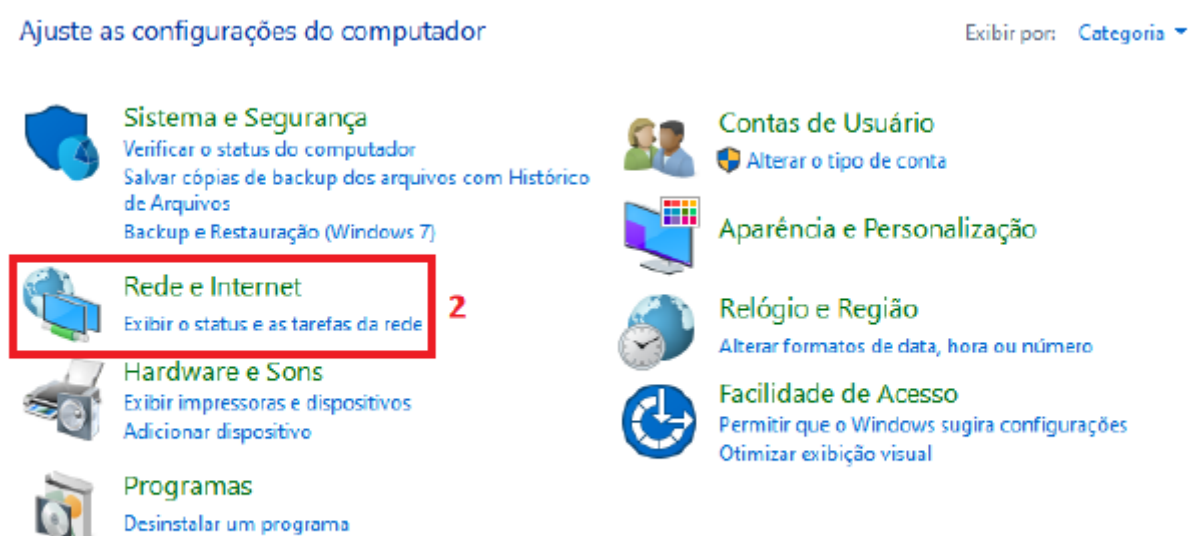 Ajuste as configurações do computador
Exibir por: Categoria
Sistema e Segurança
Verificar o status do computador
Salvar cópias de backup dos arquivos com Histórico
de Arquivos
Backup e Restauração (Windows 7)
Rede e Internet
Exibir o status e as tarefas da rede
2
Hardware e Sons
Exibir impressoras e dispositivos
Adicionar dispositivo
Programas
Desinstalar um programa
Contas de Usuário
Alterar o tipo de conta
Aparência e Personalização
Relógio e Região
Alterar formatos de data, hora ou número
Facilidade de Acesso
Permitir que o Windows sugira configurações
Otimizar exibição visual